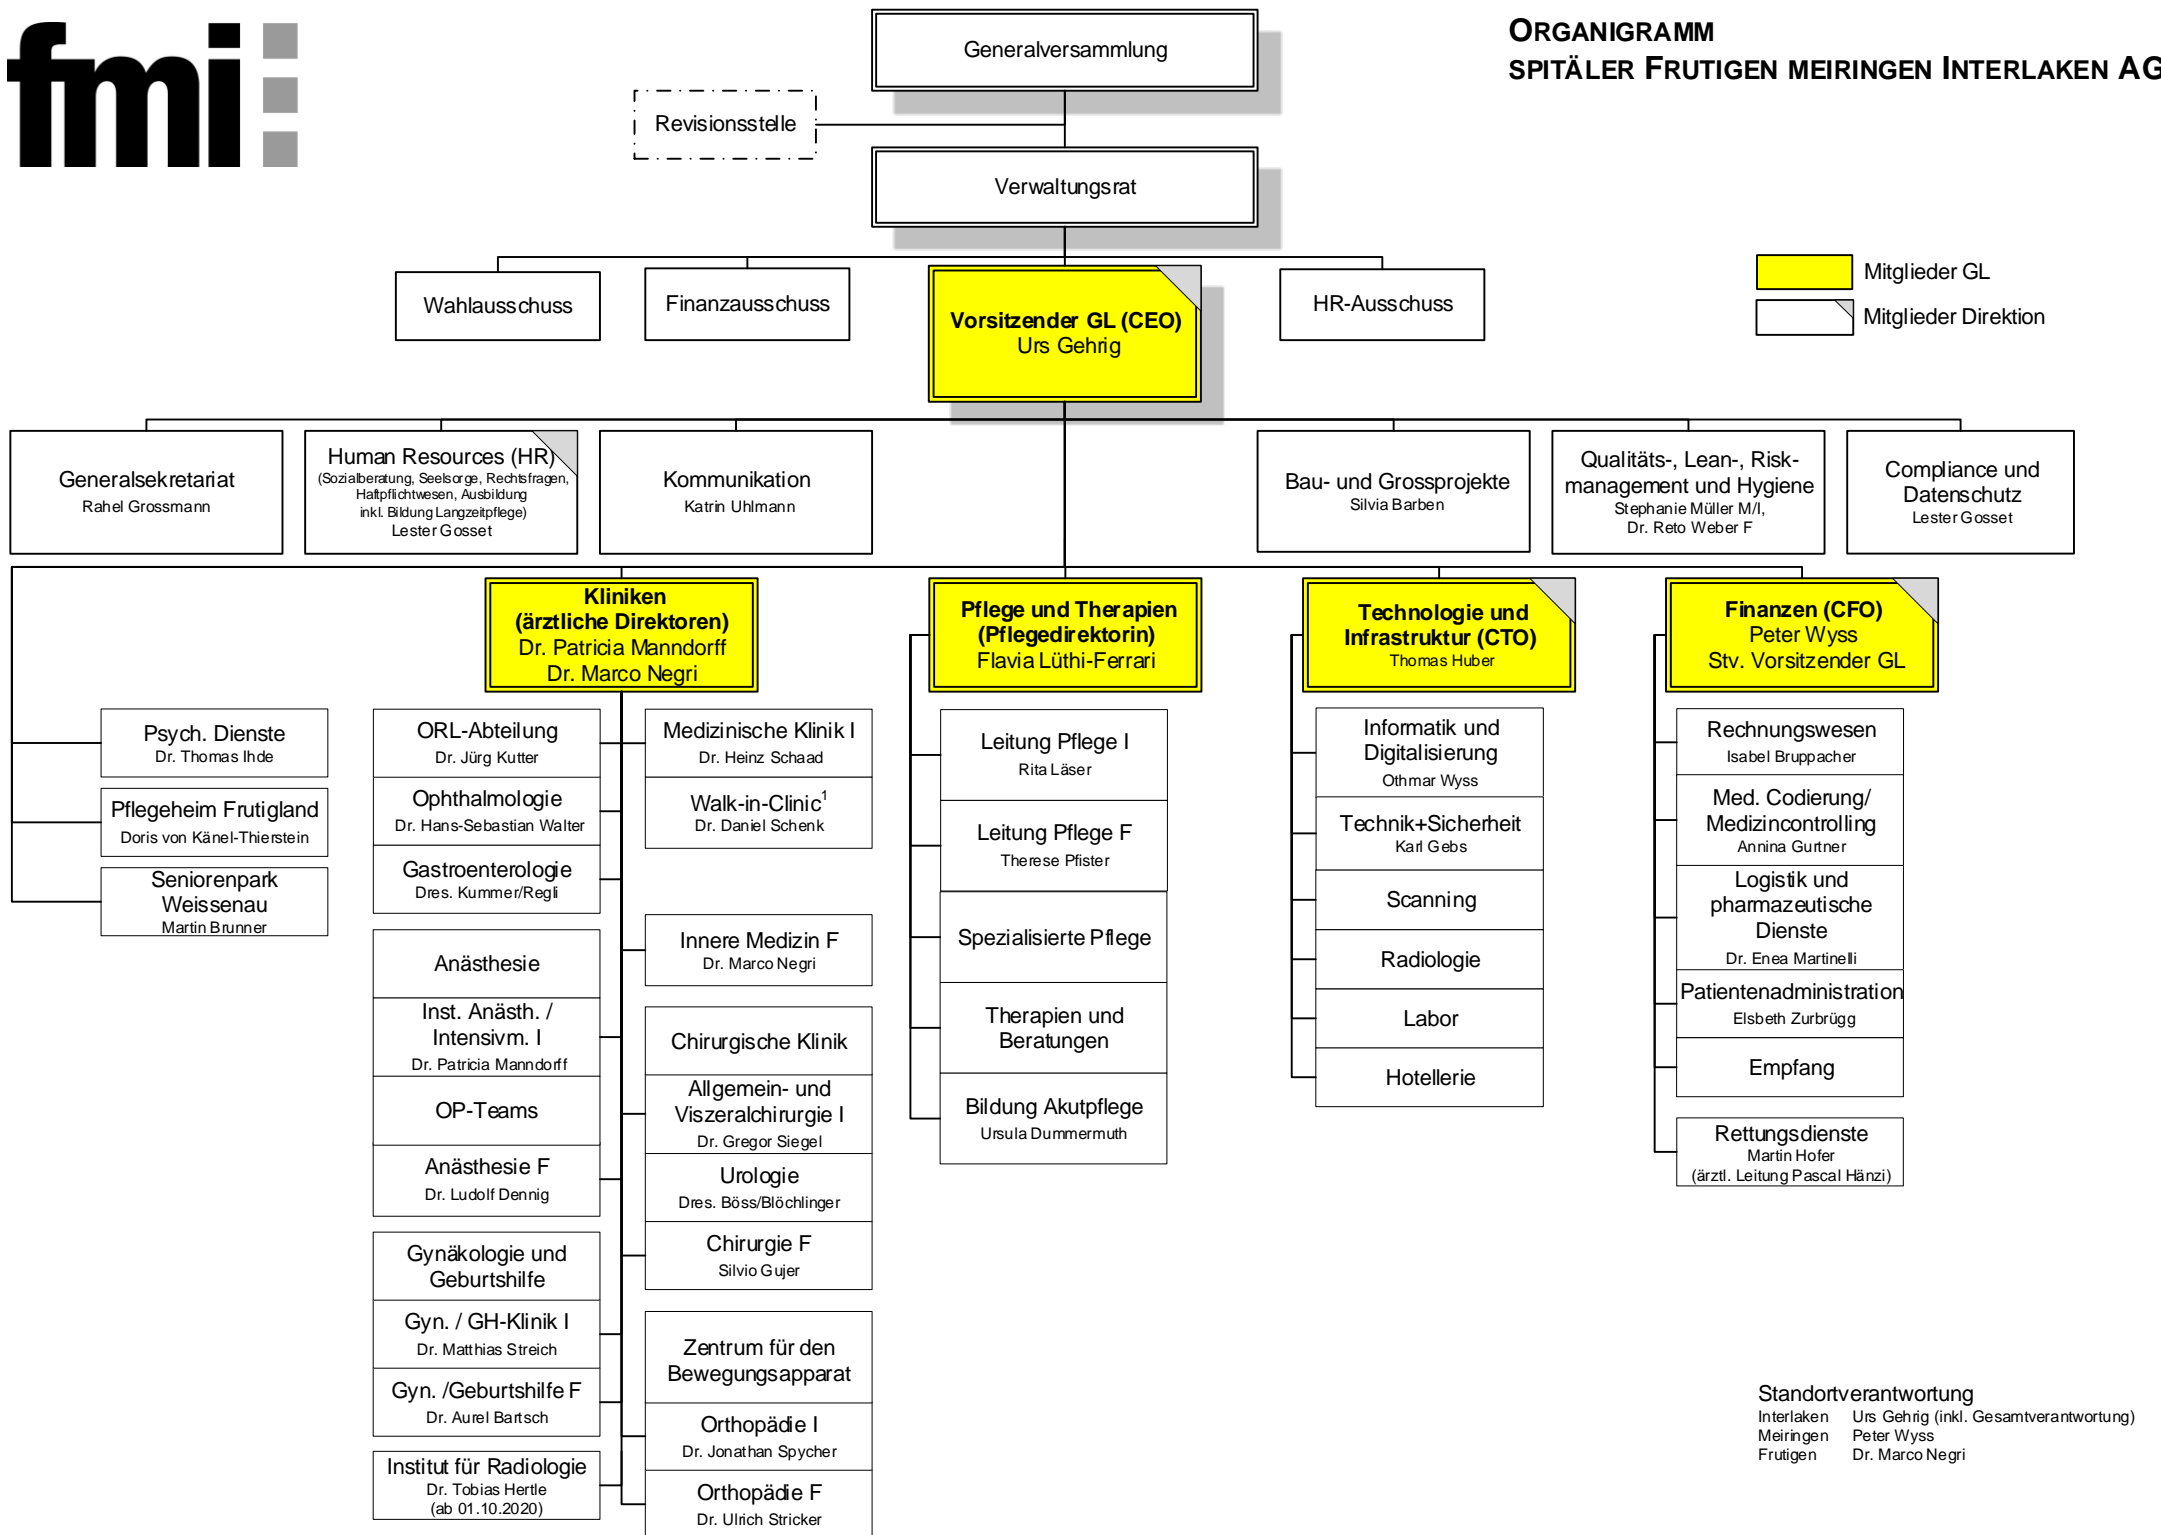 fmi
ORGANIGRAMM
SPITÄLER FRUTIGEN MEIRINGEN INTERLAKEN AG
Generalversammlung
Revisionsstelle
Verwaltungsrat
Mitglieder GL
Mitglieder Direktion
Wahlausschuss
Finanzausschuss
Vorsitzender GL (CEO)
Urs Gehrig
HR-Ausschuss
Generalsekretariat
Rahel Grossmann
Human Resources (HR)
(Sozialberatung, Seelsorge, Rechtsfragen,
Haftpflichtwesen, Ausbildung
inkl. Bildung Langzeitpflege)
Lester Gosset
Kommunikation
Katrin Uhlmann
Bau- und Grossprojekte
Silvia Barben
Qualitäts-, Lean-, Risk-
management und Hygiene
Stephanie Müller M/I,
Dr. Reto Weber F
Compliance und
Datenschutz
Lester Gosset
Psych. Dienste
Dr. Thomas Ihde
Pflegeheim Frutigland
Doris von Känel-Thierstein
Seniorenpark
Weissenau
Martin Brunner
Kliniken
(ärztliche Direktoren)
Dr. Patricia Manndorff
Dr. Marco Negri
ORL-Abteilung
Dr. Jürg Kutter
Ophthalmologie
Dr. Hans-Sebastian Walter
Gastroenterologie
Dres. Kummer/Regli
Anästhesie
Inst. Anästh. /
Intensivm. I
Dr. Patricia Manndorff
OP-Teams
Anästhesie F
Dr. Ludolf Dennig
Gynäkologie und
Geburtshilfe
Gyn. / GH-Klinik I
Dr. Matthias Streich
Gyn. /Geburtshilfe F
Dr. Aurel Bartsch
Institut für Radiologie
Dr. Tobias Hertle
(ab 01.10.2020)
Medizinische Klinik I
Dr. Heinz Schaad
Walk-in-Clinic¹
Dr. Daniel Schenk
Innere Medizin F
Dr. Marco Negri
Chirurgische Klinik
Allgemein- und
Viszeralchirurgie I
Dr. Gregor Siegel
Urologie
Dres. Böss/Blöchlinger
Chirurgie F
Silvio Gujer
Zentrum für den
Bewegungsapparat
Orthopädie I
Dr. Jonathan Spycher
Orthopädie F
Dr. Ulrich Stricker
Pflege und Therapien
(Pflegedirektorin)
Flavia Lüthi-Ferrari
Leitung Pflege I
Rita Läser
Leitung Pflege F
Therese Pfister
Spezialisierte Pflege
Therapien und
Beratungen
Bildung Akutpflege
Ursula Dummermuth
Technologie und
Infrastruktur (CTO)
Thomas Huber
Informatik und
Digitalisierung
Othmar Wyss
Technik+Sicherheit
Karl Gebs
Scanning
Radiologie
Labor
Hotellerie
Finanzen (CFO)
Peter Wyss
Stv. Vorsitzender GL
Rechnungswesen
Isabel Bruppacher
Med. Codierung/
Medizincontrolling
Annina Gurtner
Logistik und
pharmazeutische
Dienste
Dr. Enea Martinelli
Patientenadministration
Elsbeth Zurbrügg
Empfang
Rettungsdienste
Martin Hofer
(ärztl. Leitung Pascal Hänzi)
Standortverantwortung
Interlaken Urs Gehrig (inkl. Gesamtverantwortung)
Meiringen Peter Wyss
Frutigen Dr. Marco Negri